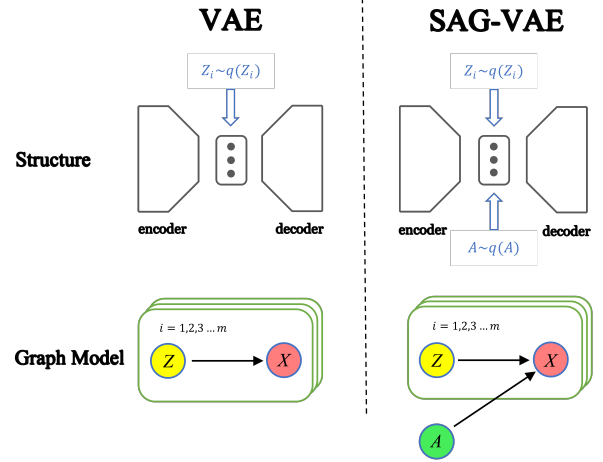 VAE SAG-VAE
Z_i~q(Z_i) Z_i~q(Z_i)
Structure
encoder decoder encoder decoder
A~q(A)
i = 1,2,3 … m i = 1,2,3 … m
Graph Model Z X Z X
A